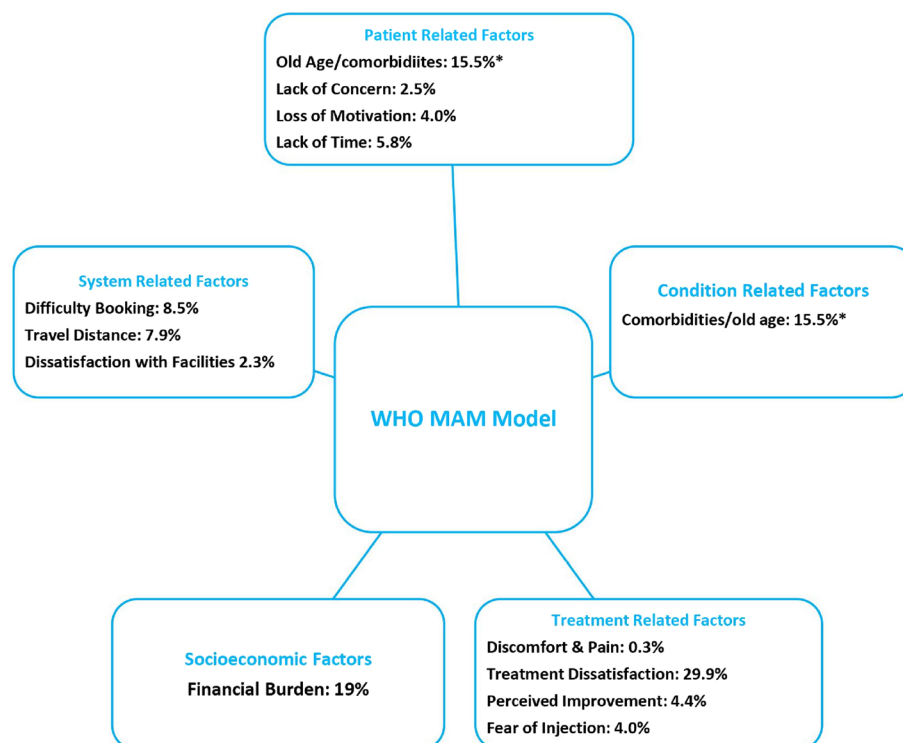 Patient Related Factors
Old Age/comorbidiites: 15.5%*
Lack of Concern: 2.5%
Loss of Motivation: 4.0%
Lack of Time: 5.8%
System Related Factors
Difficulty Booking: 8.5%
Travel Distance: 7.9%
Dissatisfaction with Facilities 2.3%
Condition Related Factors
Comorbidities/old age: 15.5%*
WHO MAM Model
Socioeconomic Factors
Financial Burden: 19%
Treatment Related Factors
Discomfort & Pain: 0.3%
Treatment Dissatisfaction: 29.9%
Perceived Improvement: 4.4%
Fear of Injection: 4.0%